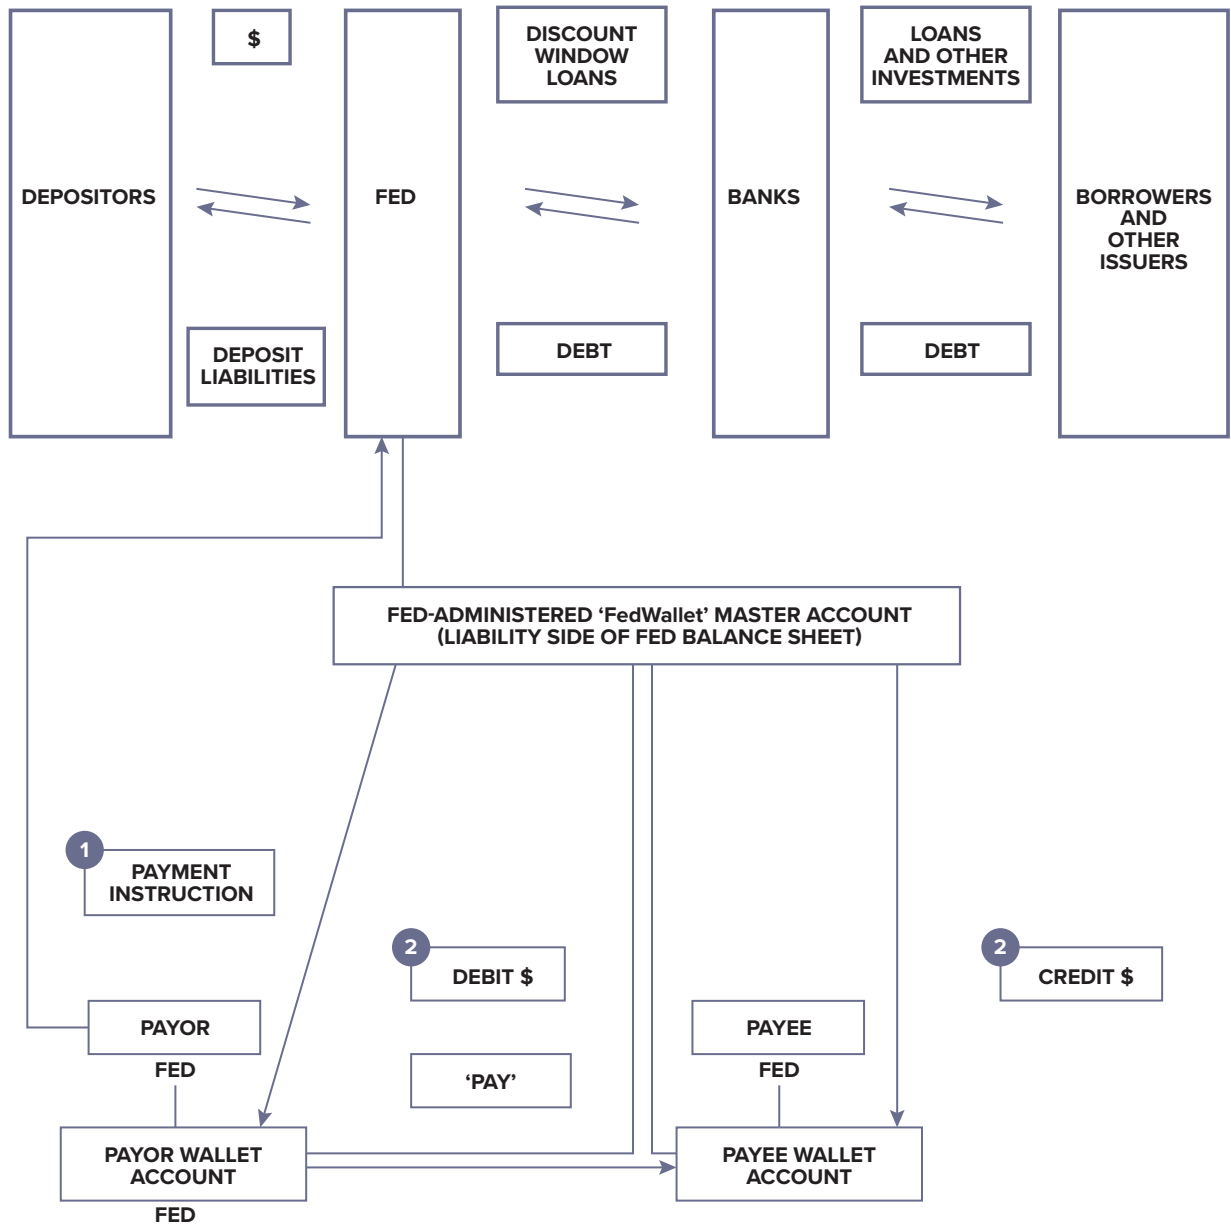 $
DISCOUNT
WINDOW
LOANS
LOANS
AND OTHER
INVESTMENTS
DEPOSITORS
FED
BANKS
BORROWERS
AND
OTHER
ISSUERS
DEPOSIT
LIABILITIES
DEBT
DEBT
FED-ADMINISTERED ‘FedWallet’ MASTER ACCOUNT
(LIABILITY SIDE OF FED BALANCE SHEET)
1
PAYMENT
INSTRUCTION
2
DEBIT $
2
CREDIT $
PAYOR
FED
PAYEE
FED
‘PAY’
PAYOR WALLET
ACCOUNT
FED
PAYEE WALLET
ACCOUNT